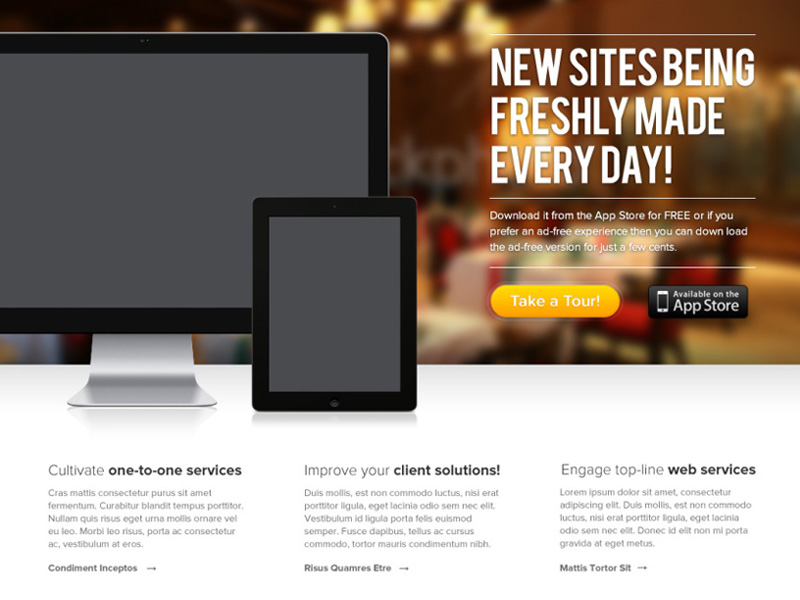 NEW SITES BEING
FRESHLY MADE
EVERY DAY!
Download it from the App Store for FREE or if you
prefer an ad-free experience then you can down load
the ad-free version for just a few cents.
Take a Tour!
Available on the
App Store
Cultivate one-to-one services
Cras mattis consectetur purus sit amet
fermentum. Curabitur blandit tempus porttitor.
Nullam quis risus eget urna mollis ornare vel
eu leo. Morbi leo risus, porta ac consectetur
ac, vestibulum at eros.
Condiment Inceptos →
Improve your client solutions!
Duis mollis, est non commodo luctus, nisi erat
porttitor ligula, eget lacinia odio sem nec elit.
Vestibulum id ligula porta felis euismod
semper. Fusce dapibus, tellus ac cursus
commodo, tortor mauris condimentum nibh.
Risus Quamres Etre →
Engage top-line web services
Lorem ipsum dolor sit amet, consectetur
adipiscing elit. Duis mollis, est non commodo
luctus, nisi erat porttitor ligula, eget lacinia
odio sem nec elit. Donec id elit non mi porta
gravida at eget metus.
Mattis Tortor Sit →